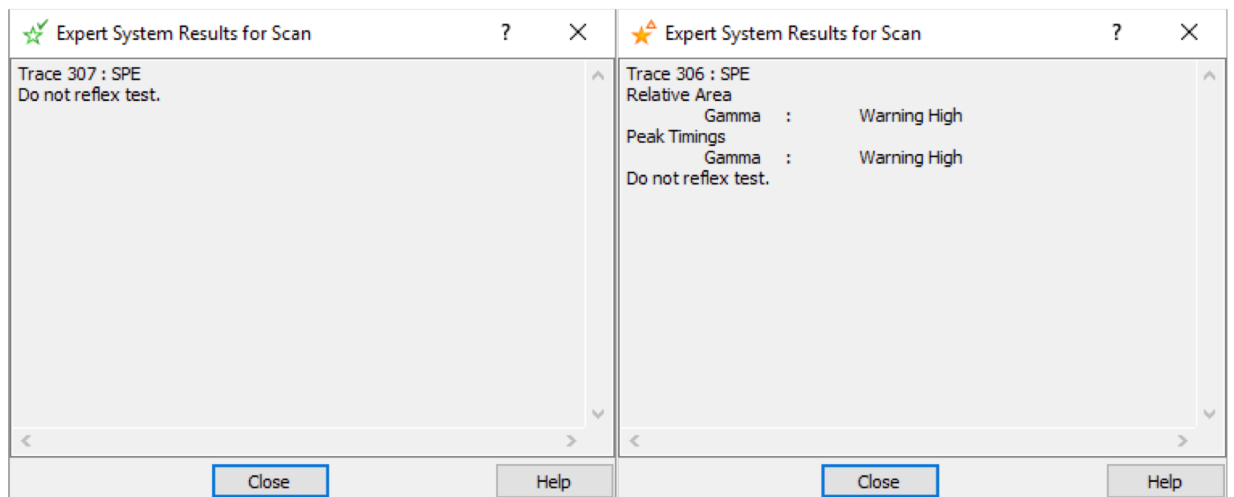 Expert System Results for Scan
?
Trace 307 : SPE
Do not reflex test.
Close
Help
Expert System Results for Scan
?
Trace 306 : SPE
Relative Area
Gamma : Warning High
Peak Timings
Gamma : Warning High
Do not reflex test.
Close
Help